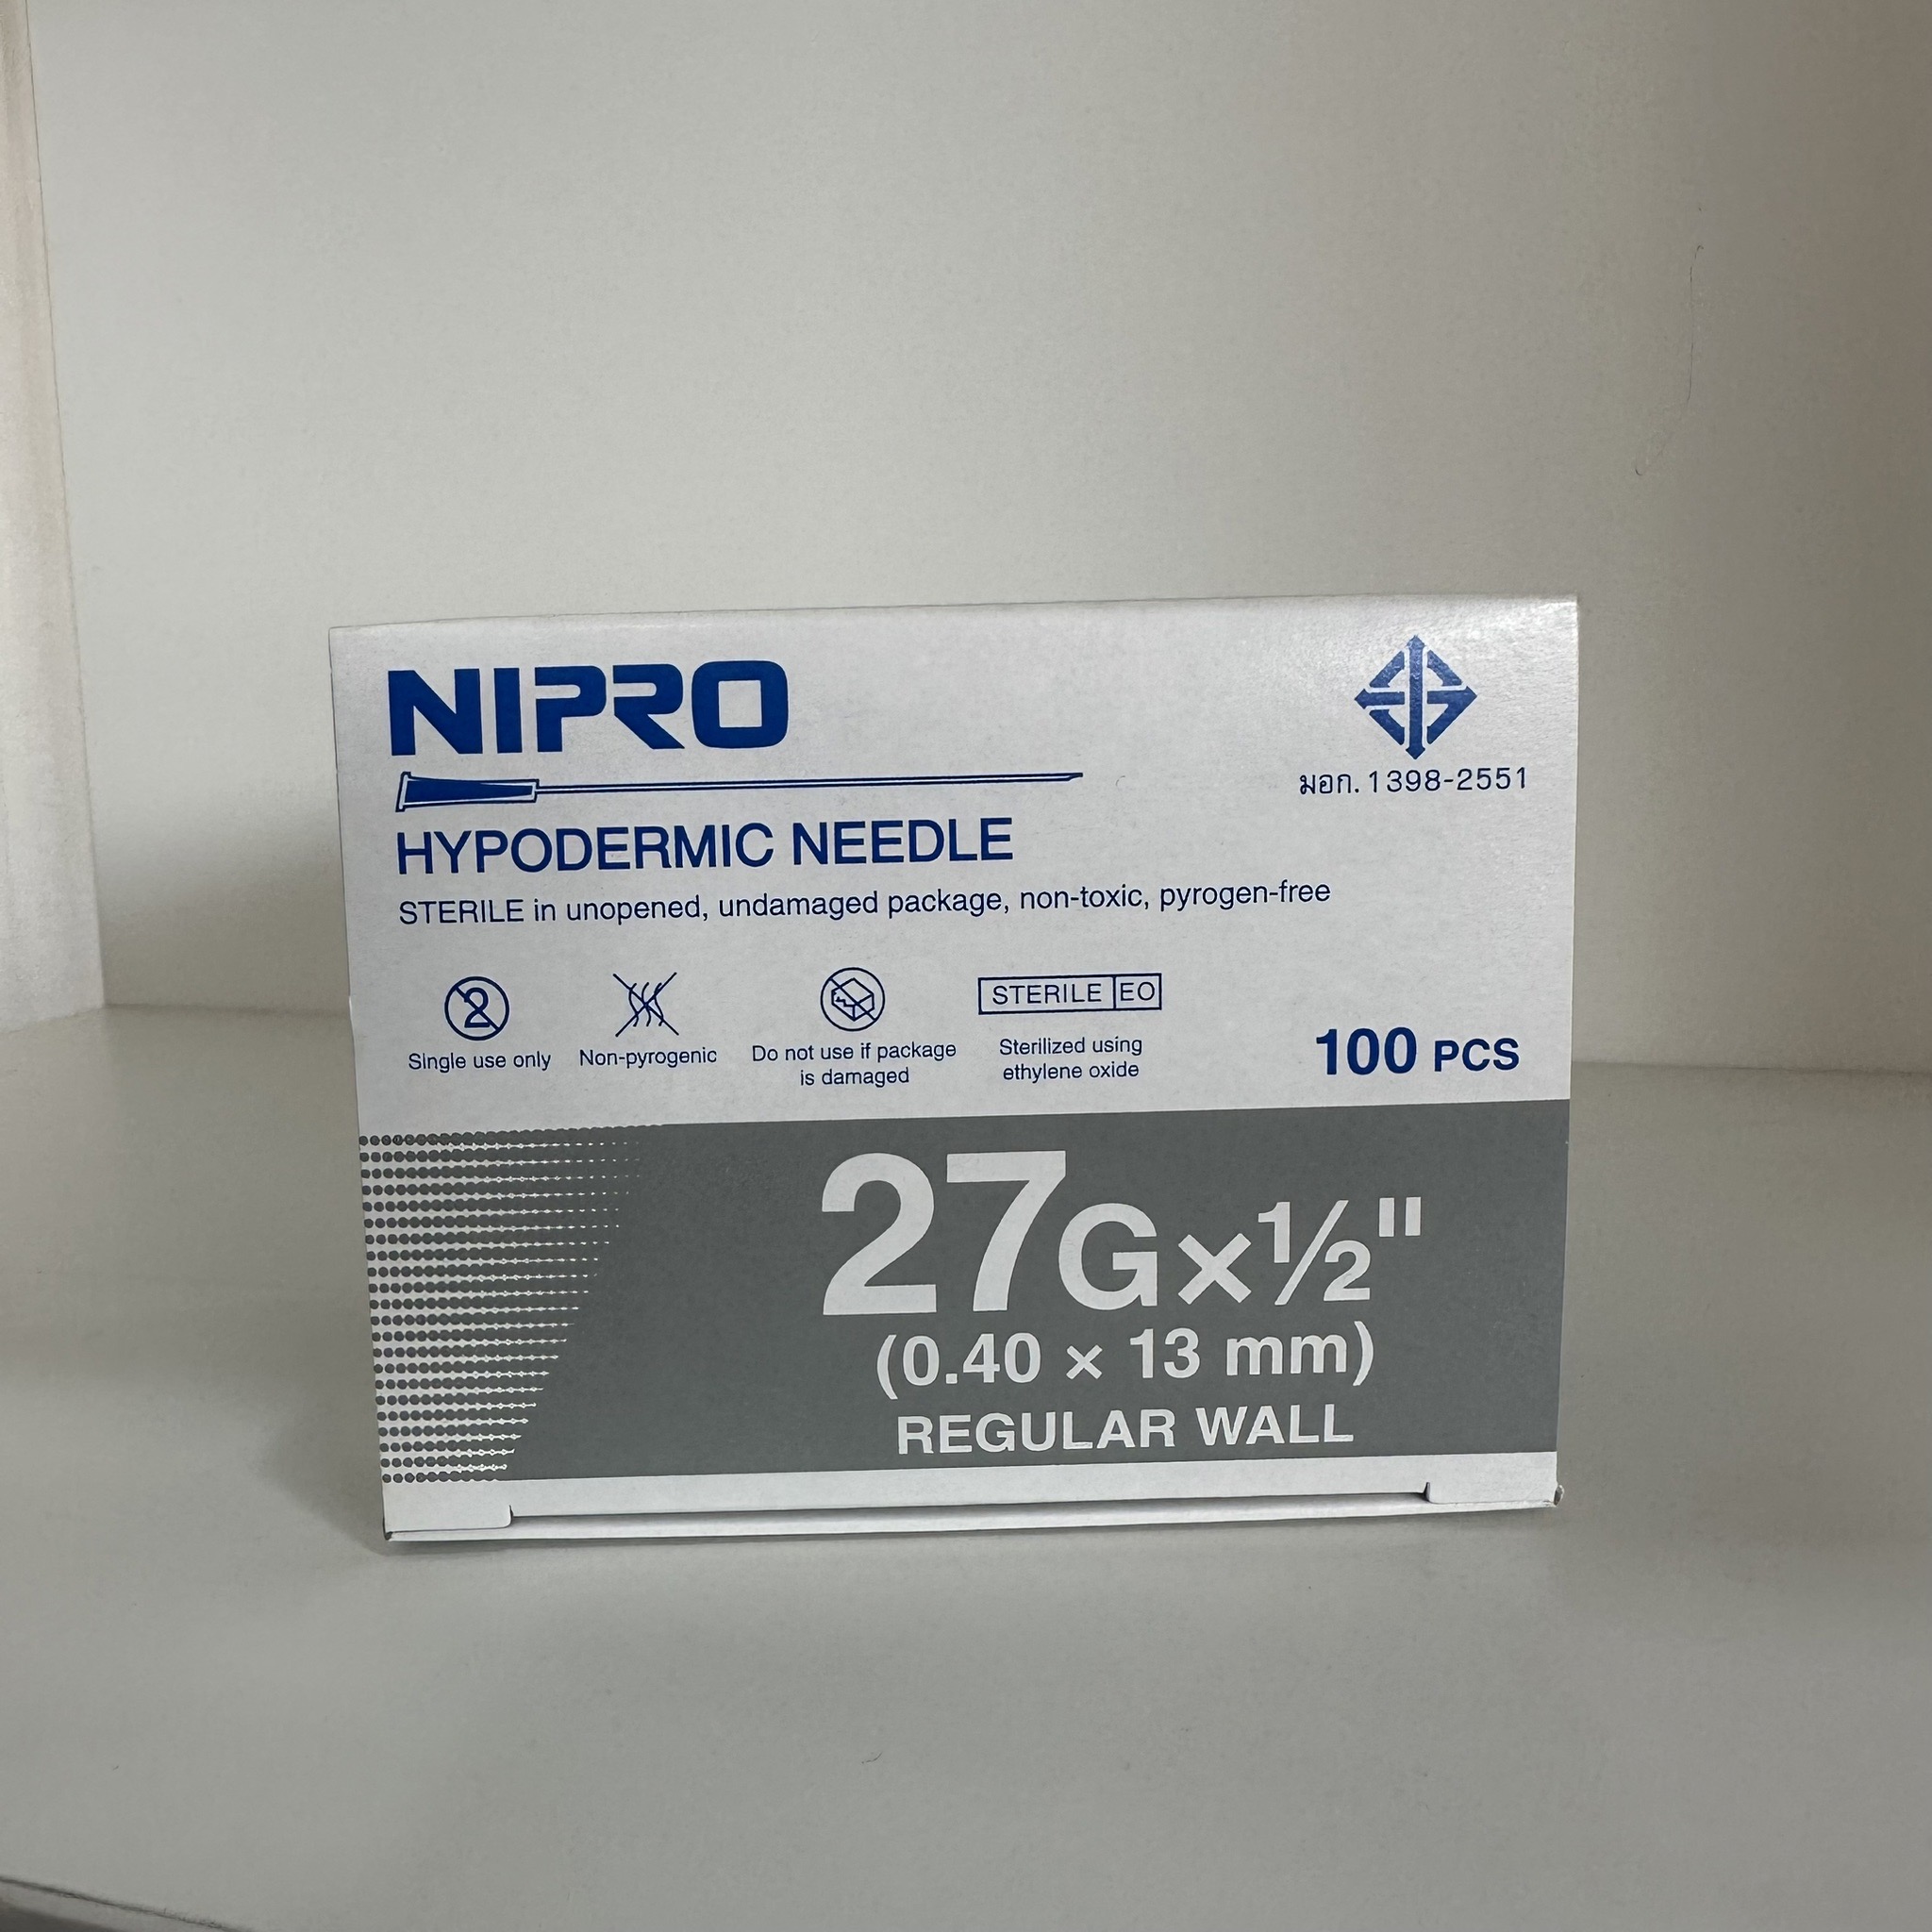 NIPRO
มอก. 1398-2551
HYPODERMIC NEEDLE
STERILE in unopened, undamaged package, non-toxic, pyrogen-free
2
STERILE EO
Single use only
Non-pyrogenic
Do not use if package
is damaged
Sterilized using
ethylene oxide
100 PCS
27G×½"
(0.40 × 13 mm)
REGULAR WALL